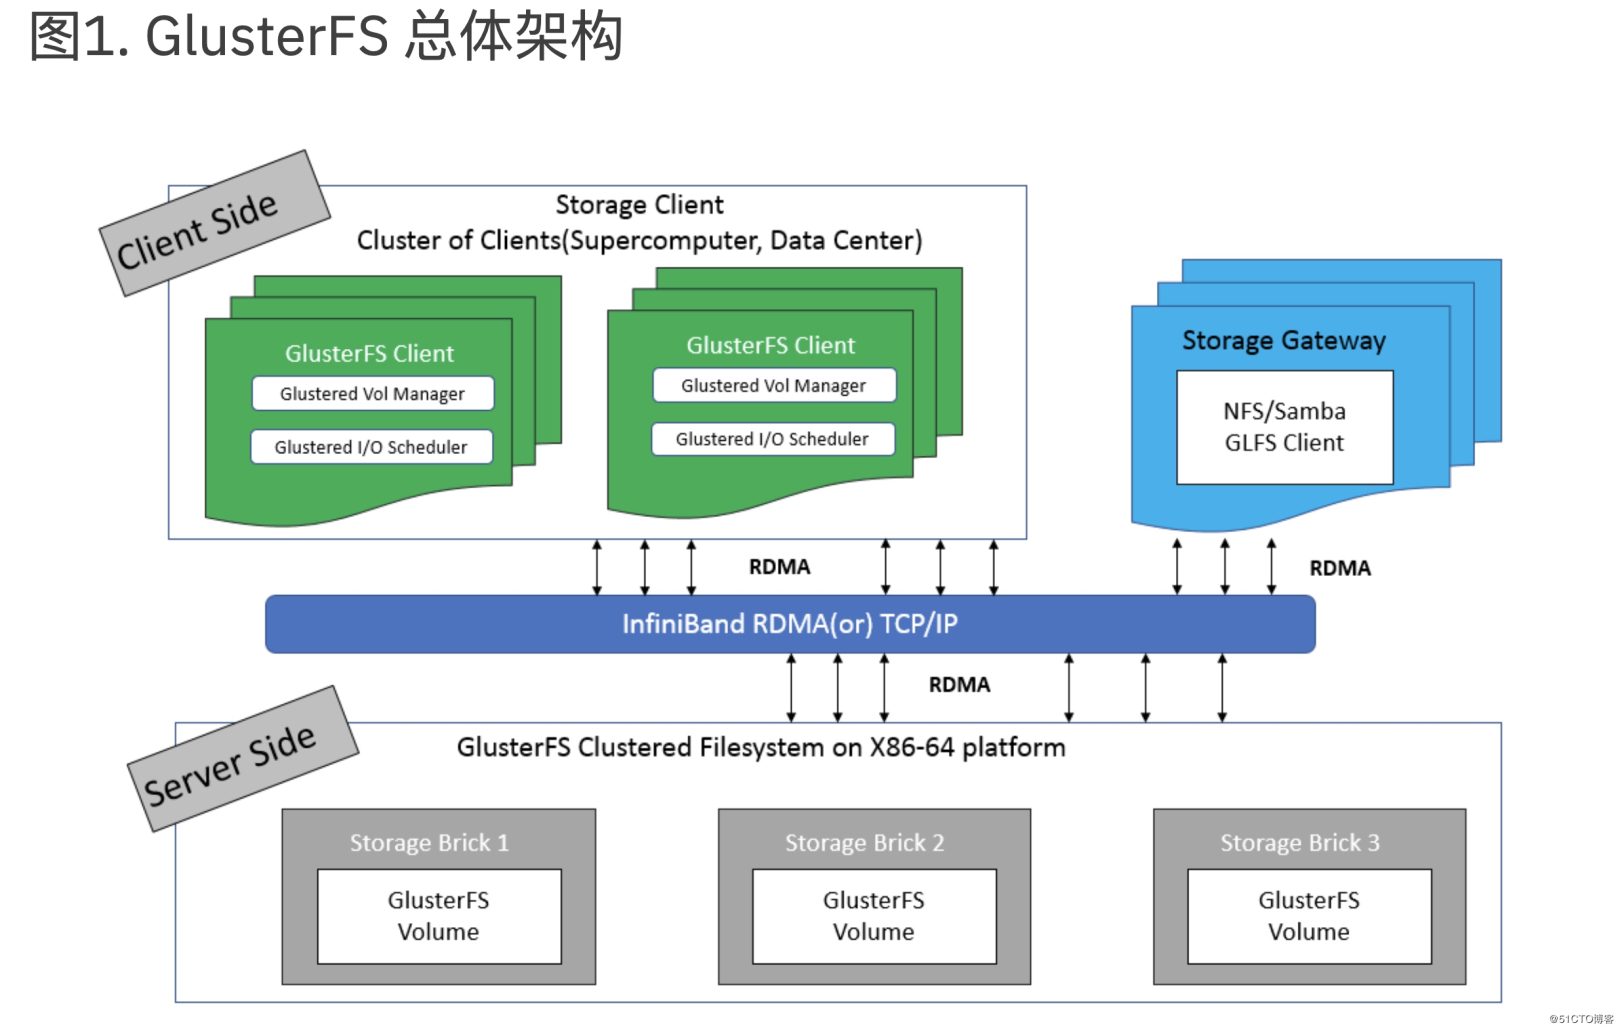 图1. GlusterFS 总体架构
Client Side
Storage Client
Cluster of Clients(Supercomputer, Data Center)
GlusterFS Client
Glustered Vol Manager
Glustered I/O Scheduler
GlusterFS Client
Glustered Vol Manager
Glustered I/O Scheduler
Storage Gateway
NFS/Samba
GLFS Client
RDMA
RDMA
InfiniBand RDMA(or) TCP/IP
RDMA
Server Side
GlusterFS Clustered Filesystem on X86-64 platform
Storage Brick 1
GlusterFS
Volume
Storage Brick 2
GlusterFS
Volume
Storage Brick 3
GlusterFS
Volume
@51CTO博客